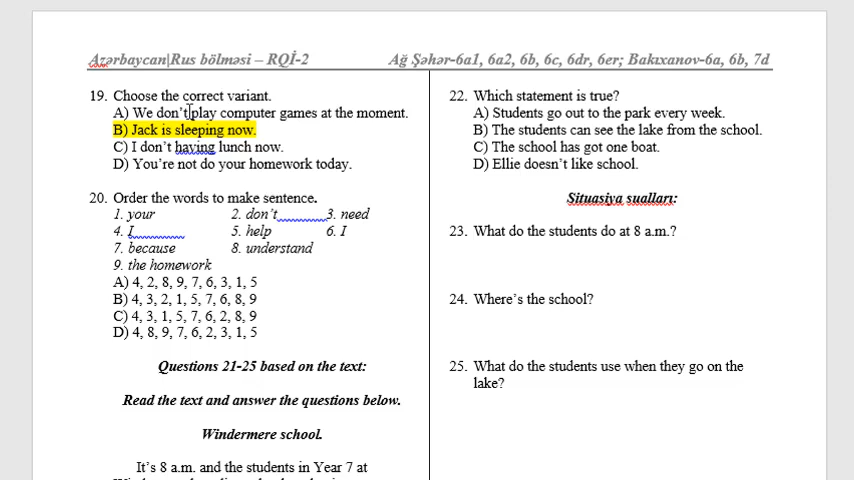 Azərbaycan|Rus bölməsi – RQİ-2
Ağ Şəhər-6a1, 6a2, 6b, 6c, 6dr, 6er; Bakıxanov-6a, 6b, 7d
19. Choose the correct variant.
A) We don't play computer games at the moment.
B) Jack is sleeping now.
C) I don't having lunch now.
D) You're not do your homework today.
20. Order the words to make sentence.
1. your 2. don't 3. need
4. I 5. help 6. I
7. because 8. understand
9. the homework
A) 4, 2, 8, 9, 7, 6, 3, 1, 5
B) 4, 3, 2, 1, 5, 7, 6, 8, 9
C) 4, 3, 1, 5, 7, 6, 2, 8, 9
D) 4, 8, 9, 7, 6, 2, 3, 1, 5
Questions 21-25 based on the text:
Read the text and answer the questions below.
Windermere school.
It's 8 a.m. and the students in Year 7 at
22. Which statement is true?
A) Students go out to the park every week.
B) The students can see the lake from the school.
C) The school has got one boat.
D) Ellie doesn't like school.
Situasiya sualları:
23. What do the students do at 8 a.m.?
24. Where's the school?
25. What do the students use when they go on the
lake?